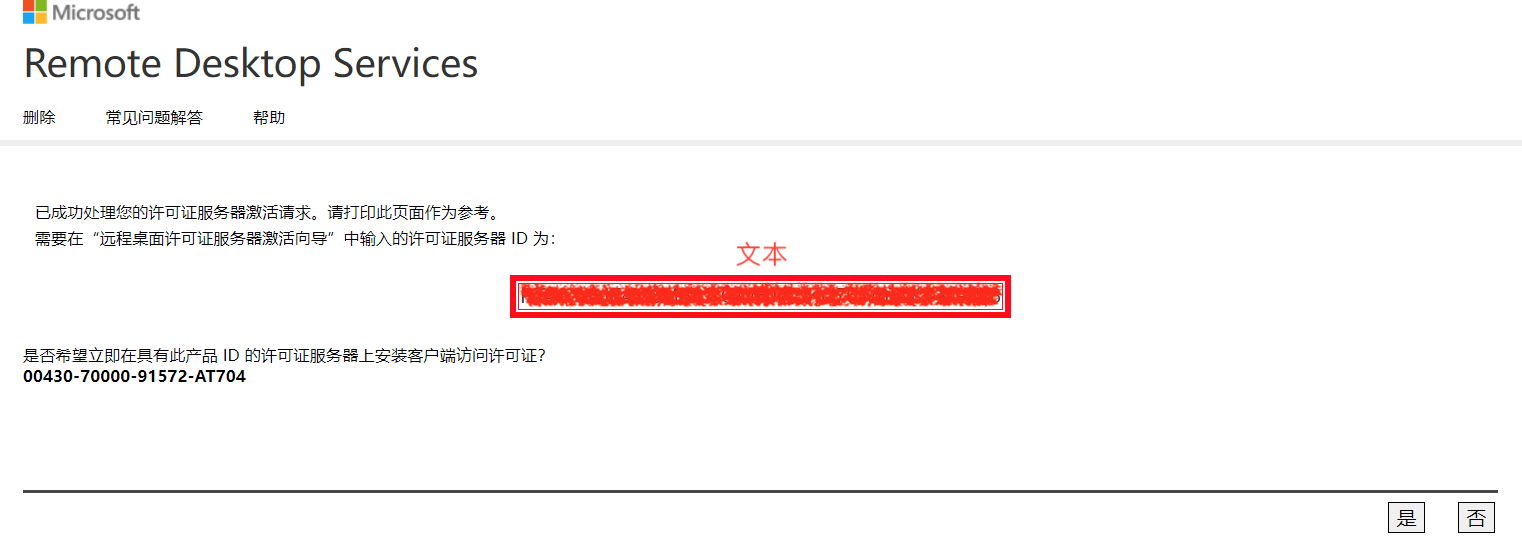 Microsoft
Remote Desktop Services
删除 常见问题解答 帮助
已成功处理您的许可证服务器激活请求。请打印此页面作为参考。
需要在“远程桌面许可证服务器激活向导”中输入的许可证服务器 ID 为：
文本
是否希望立即在具有此产品 ID 的许可证服务器上安装客户端访问许可证？
00430-70000-91572-AT704
是 否